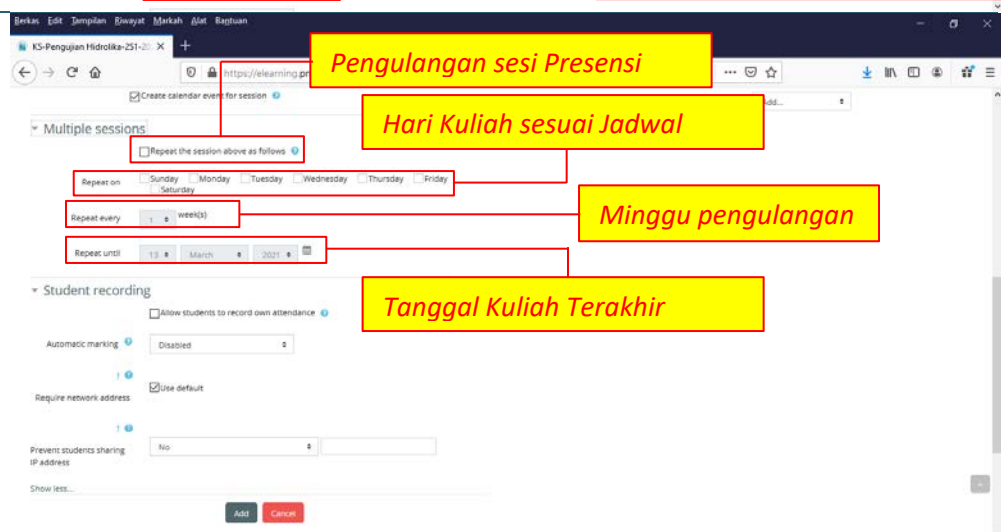 Berkas Edit Tampilan Riwayat Markah Alat Bantuan
KS-Pengujian Hidrolika-251-20
https://elearning.pr
Pengulangan sesi Presensi
Create calendar event for session
Add...
Hari Kuliah sesuai Jadwal
Multiple sessions
Repeat the session above as follows
Repeat on Sunday Monday Tuesday Wednesday Thursday Friday
Saturday
Repeat every 1 week(s)
Minggu pengulangan
Repeat until 13 March 2021
Tanggal Kuliah Terakhir
Student recording
Allow students to record own attendance
Automatic marking Disabled
!
Require network address Use default
!
Prevent students sharing IP address No
Show less...
Add Cancel